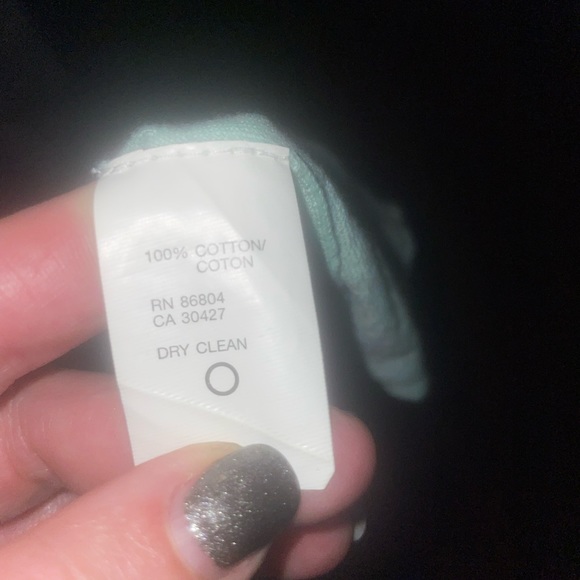 100% COTTON/
COTON
RN 86804
CA 30427
DRY CLEAN